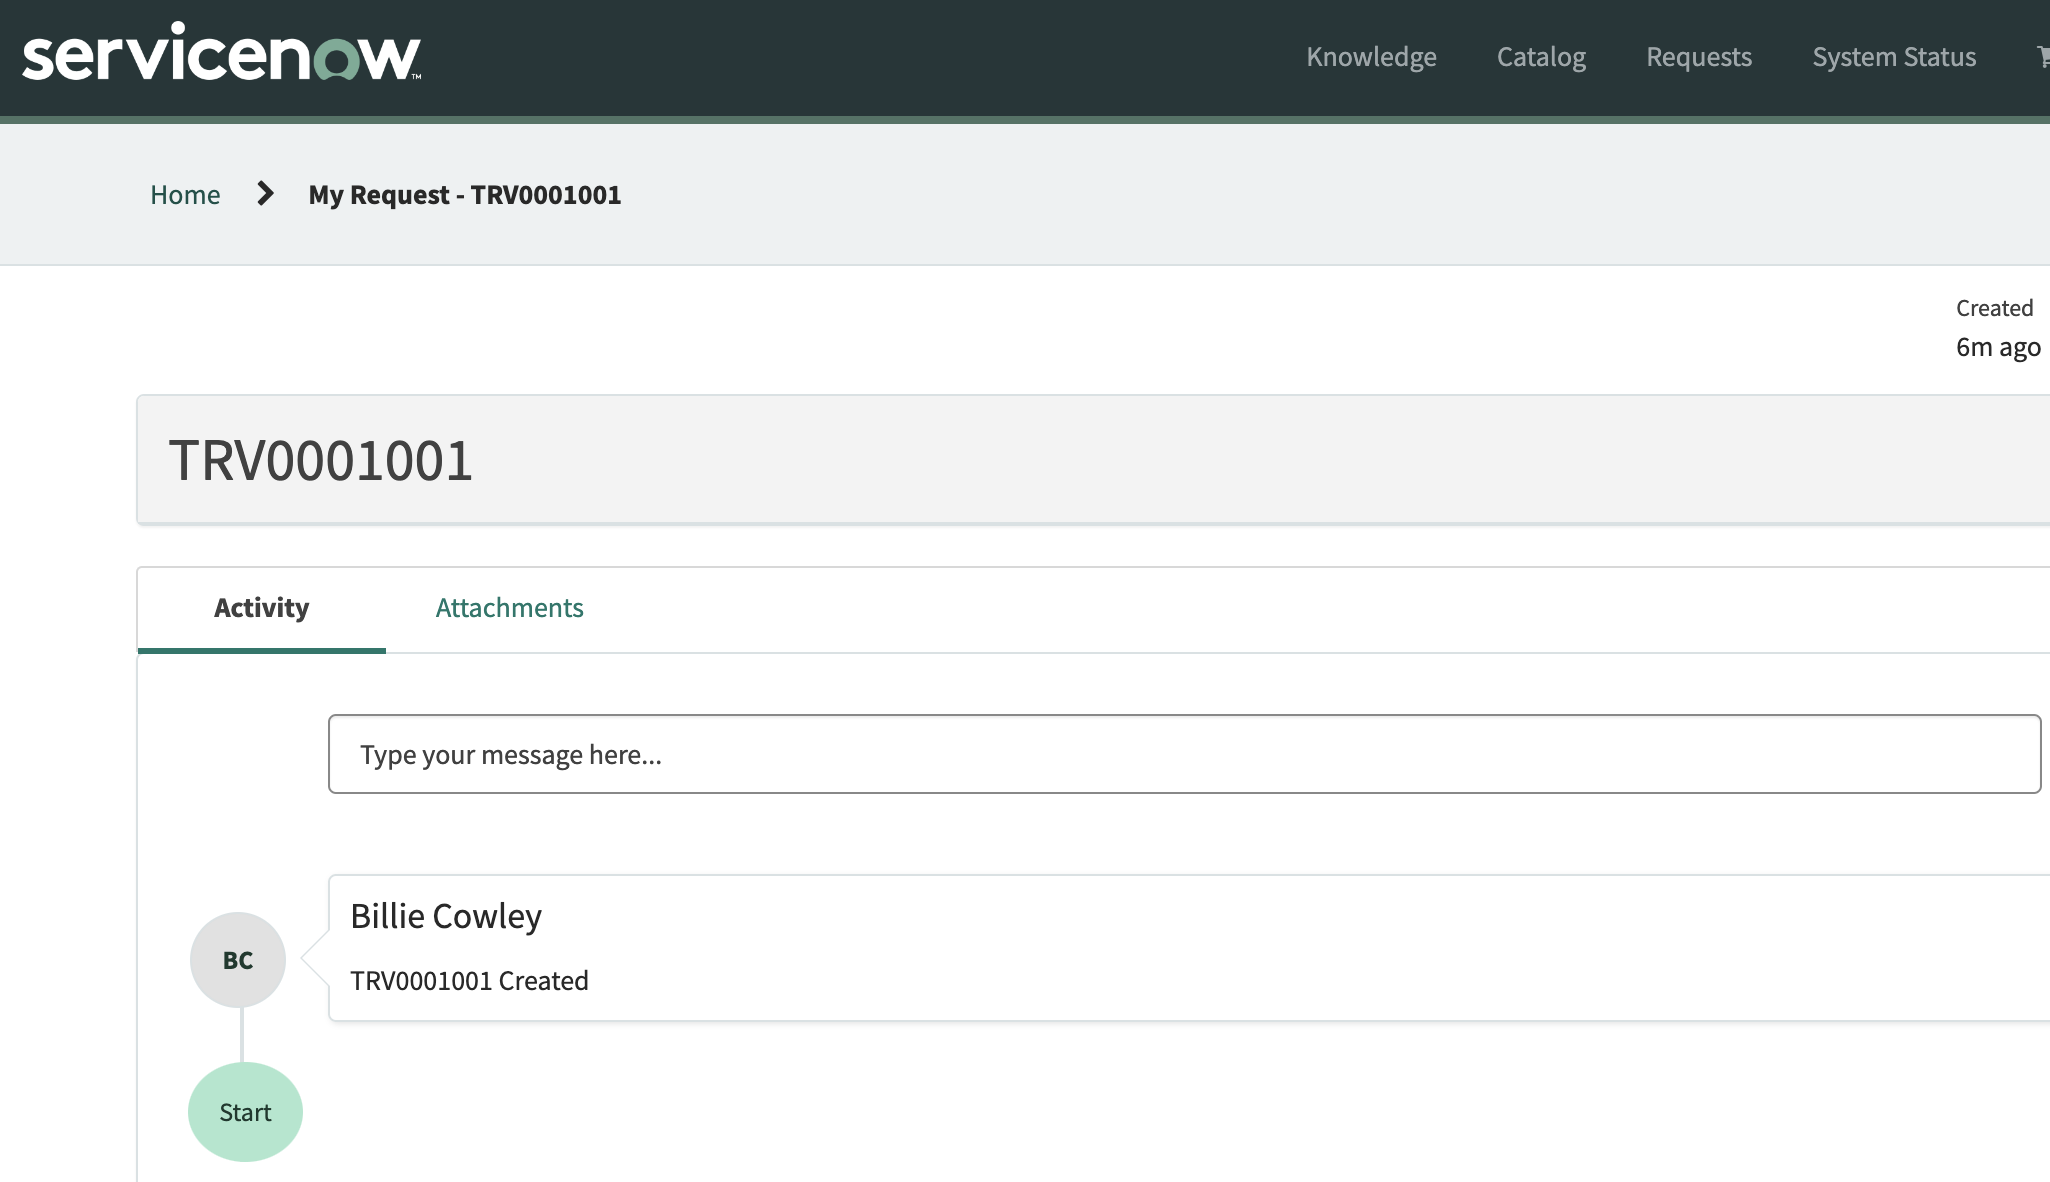 servicenow™
Knowledge Catalog Requests System Status
Home My Request - TRV0001001
Created
6m ago
TRV0001001
Activity Attachments
Type your message here...
Billie Cowley
BC
TRV0001001 Created
Start